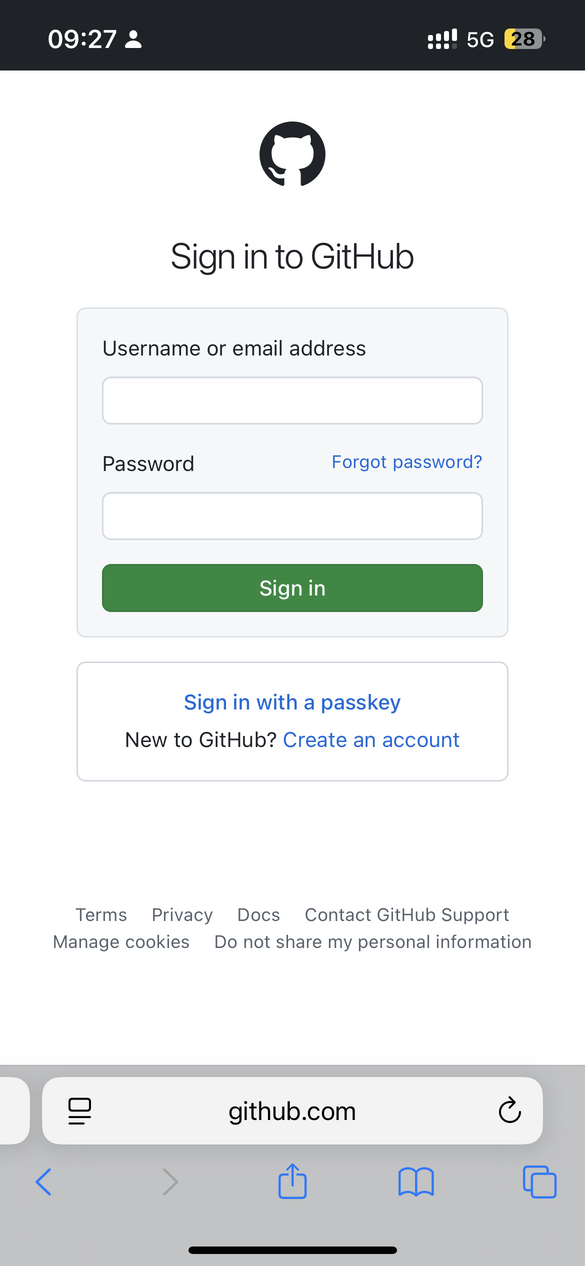 09:27
5G
28
Sign in to GitHub
Username or email address
Password
Forgot password?
Sign in
Sign in with a passkey
New to GitHub? Create an account
Terms Privacy Docs Contact GitHub Support
Manage cookies Do not share my personal information
github.com